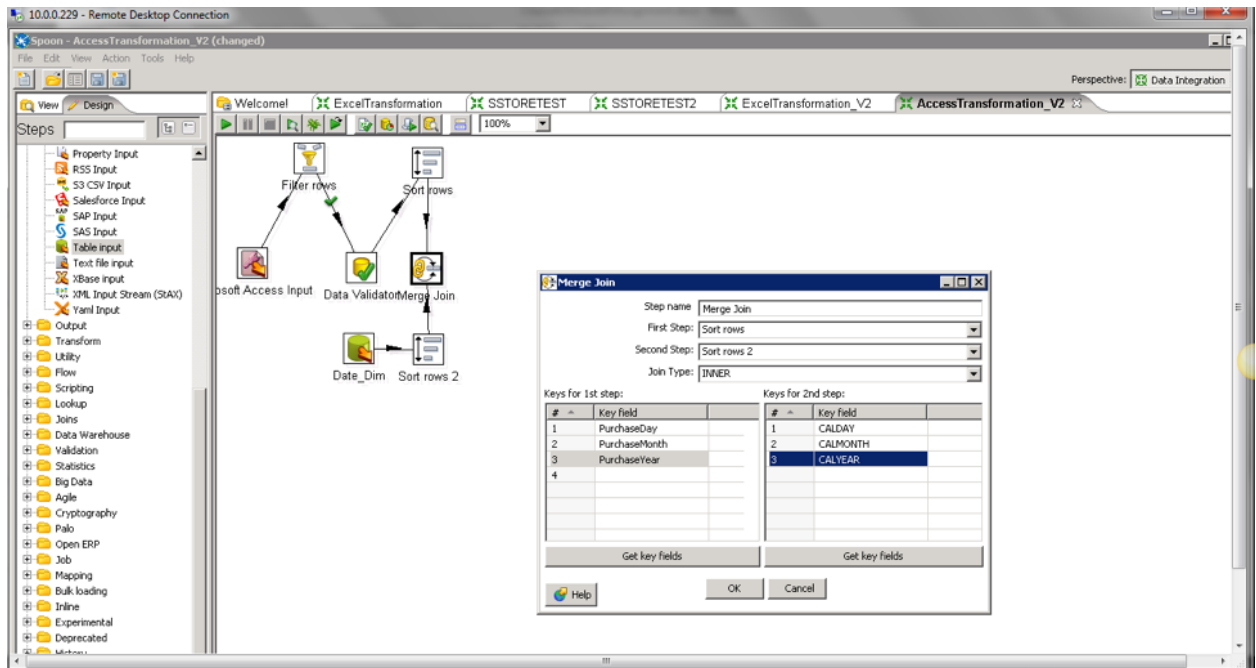 10.0.0.229 - Remote Desktop Connection
Spoon - AccessTransformation_V2 (changed)
File Edit View Action Tools Help
Perspective: Data Integration
View Design
Welcome! ExcelTransformation SSTORETEST SSTORETEST2 ExcelTransformation_V2 AccessTransformation_V2
Steps
100%
Property Input
RSS Input
S3 CSV Input
Salesforce Input
SAP Input
SAS Input
Table input
Text file input
XBase input
XML Input Stream (StAX)
Yaml Input
Output
Transform
Utility
Flow
Scripting
Lookup
Joins
Data Warehouse
Validation
Statistics
Big Data
Agile
Cryptography
Palo
Open ERP
Job
Mapping
Bulk loading
Inline
Experimental
Deprecated
History
Filter rows
Sort rows
osoft Access Input
Data Validator
Merge Join
Date_Dim
Sort rows 2
Merge Join
Step name Merge Join
First Step: Sort rows
Second Step: Sort rows 2
Join Type: INNER
Keys for 1st step: Keys for 2nd step:
# Key field # Key field
1 PurchaseDay 1 CALDAY
2 PurchaseMonth 2 CALMONTH
3 PurchaseYear 3 CALYEAR
4
Get key fields Get key fields
Help OK Cancel